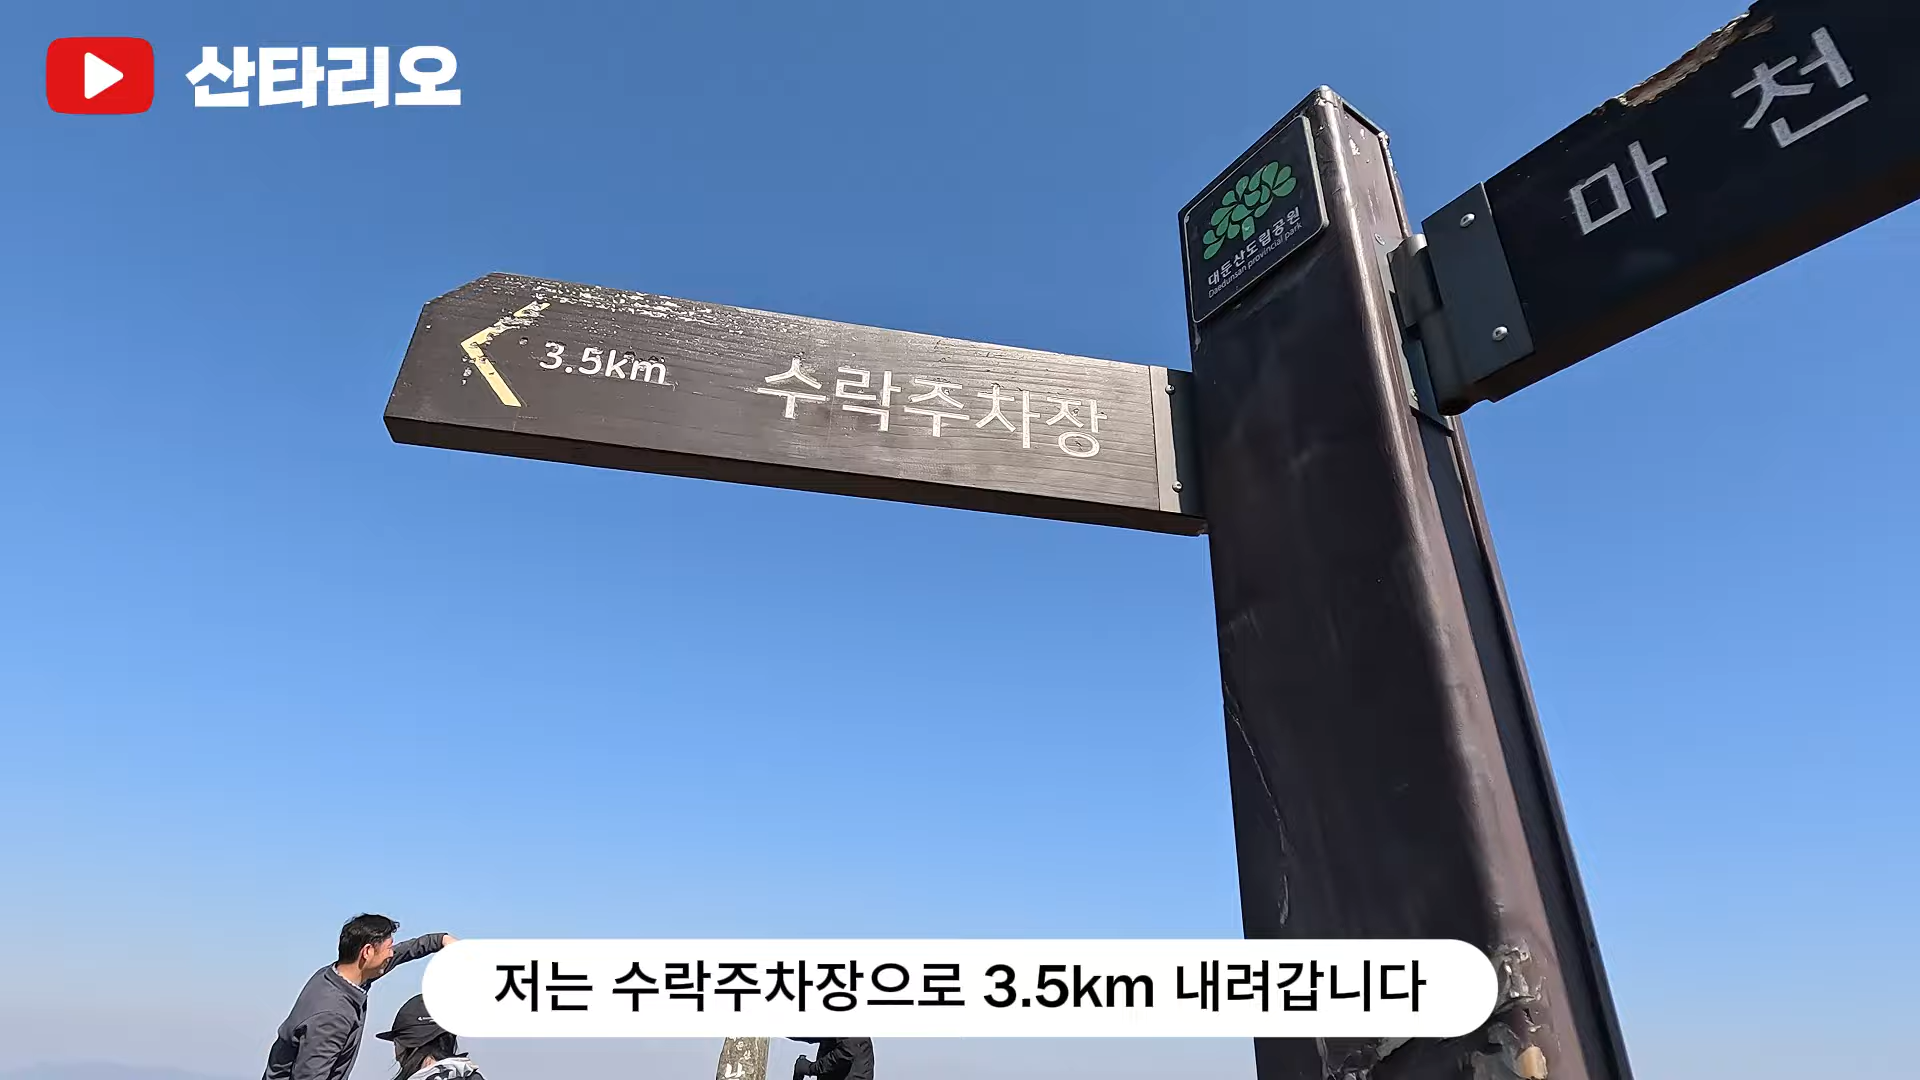 산타리오
마천
대둔산도립공원
Daedunsan provincial park
3.5km 수락주차장
저는 수락주차장으로 3.5km 내려갑니다